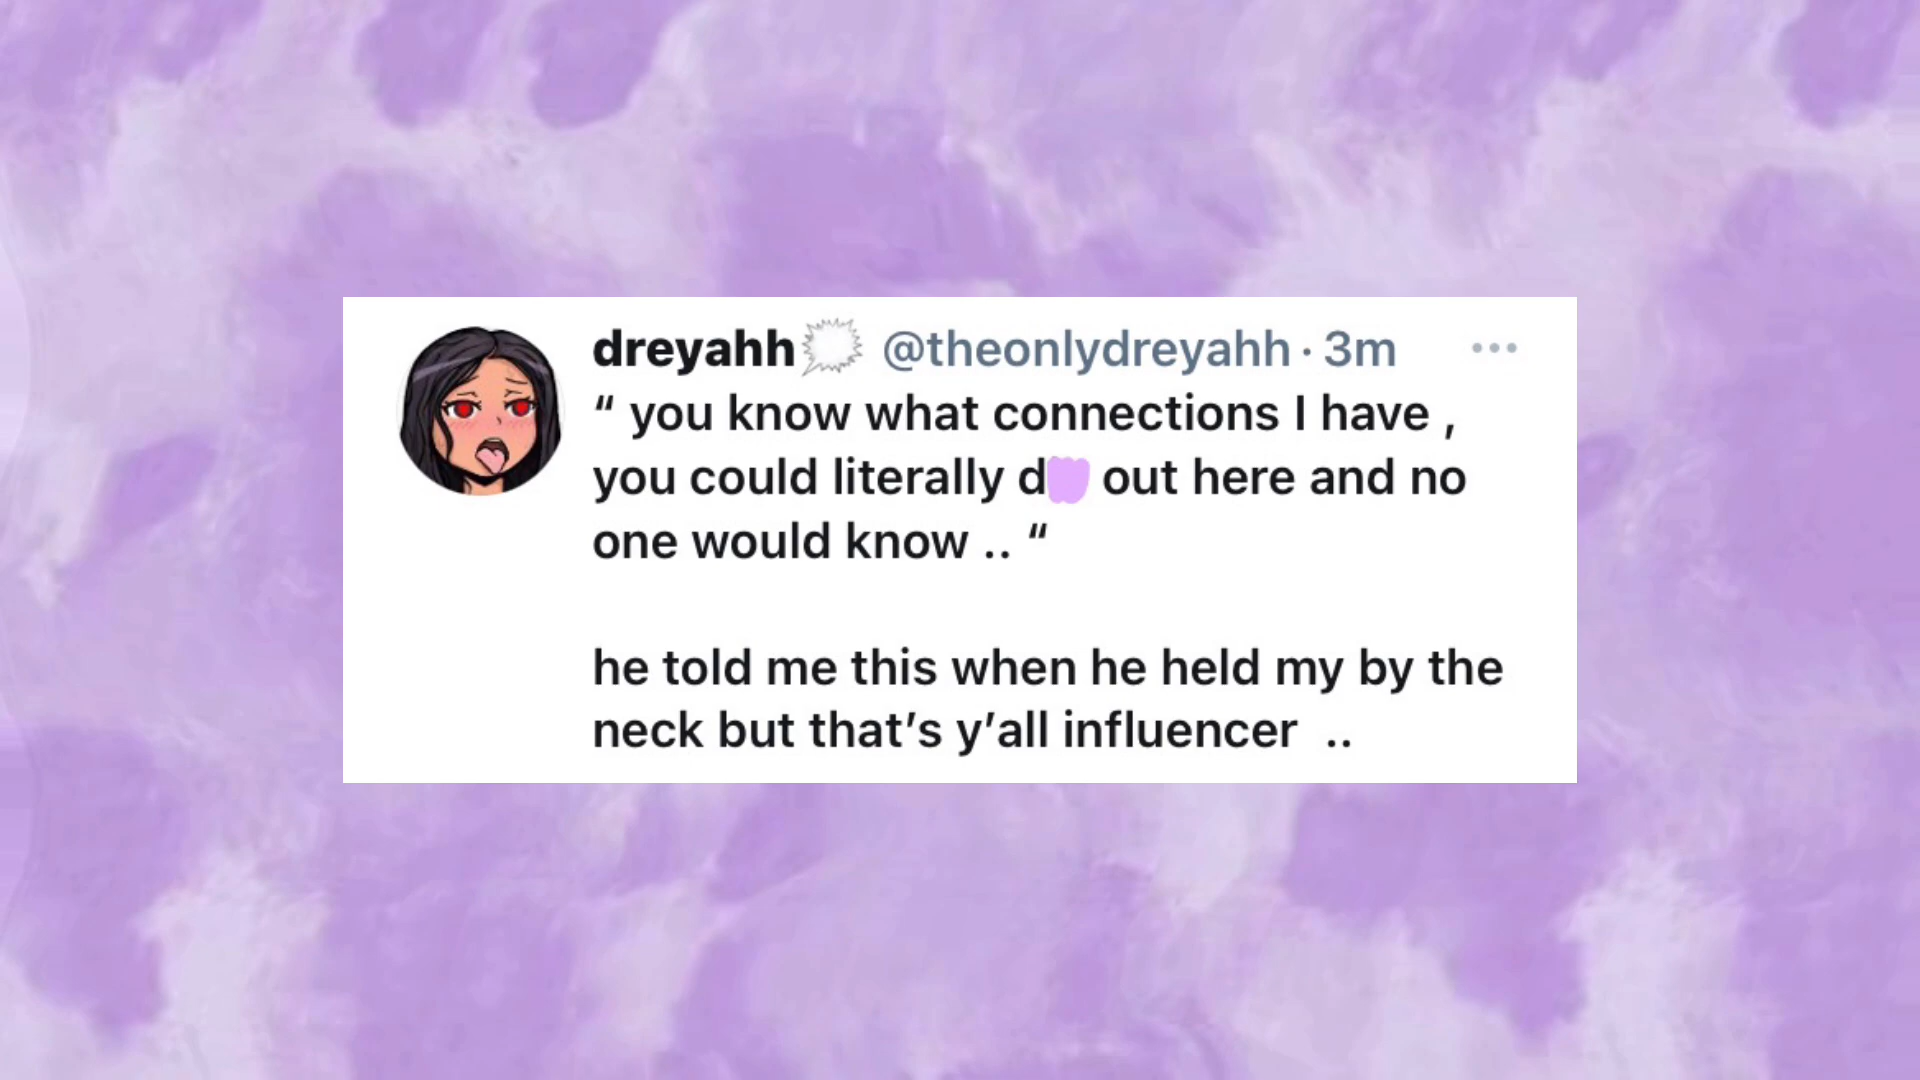 dreyahh @theonlydreyahh · 3m
“ you know what connections I have ,
you could literally d out here and no
one would know .. “
he told me this when he held my by the
neck but that’s y’all influencer ..